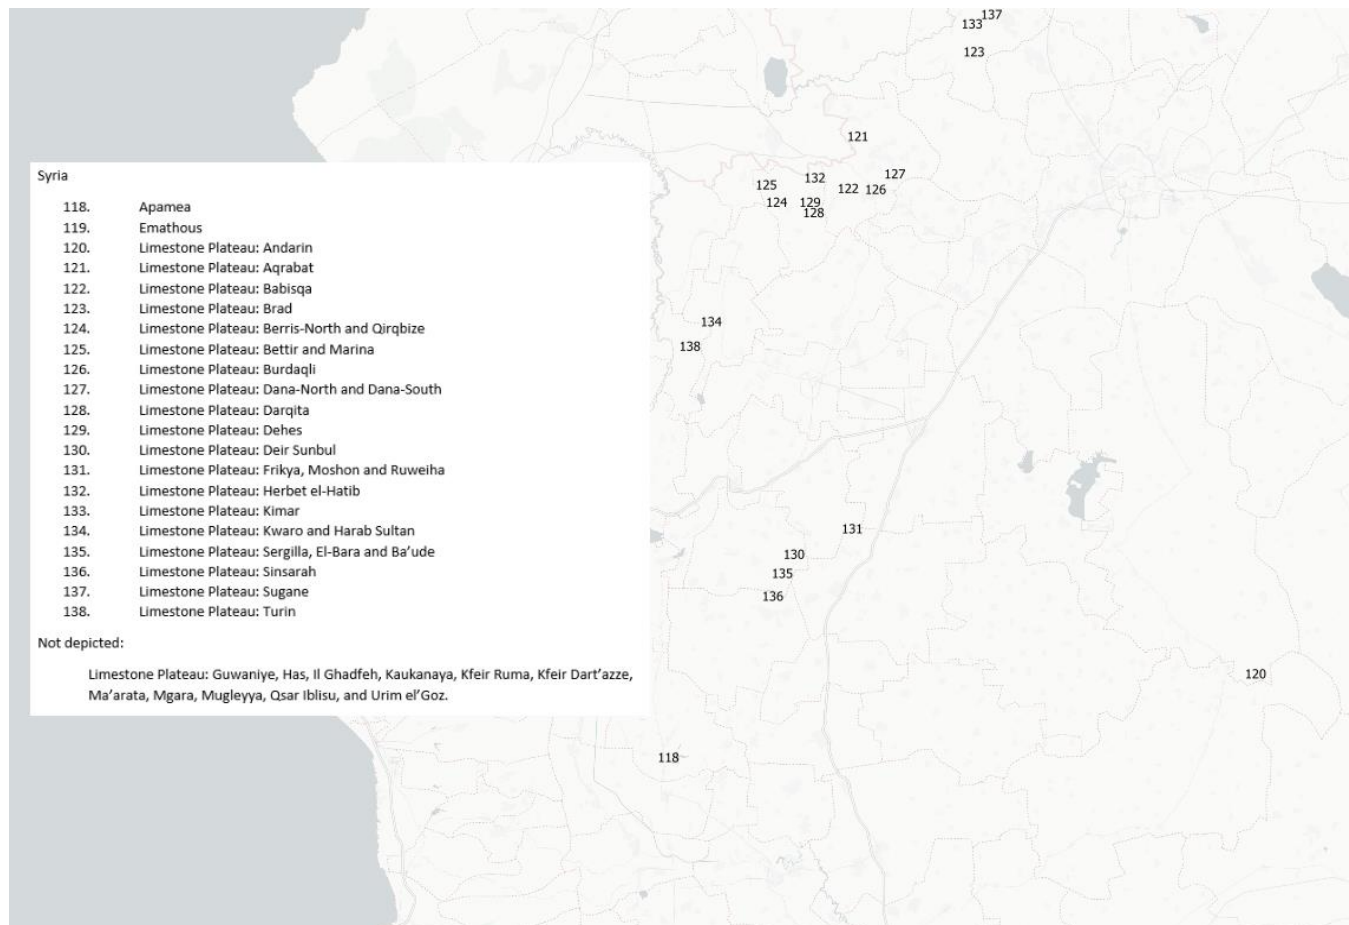 137
133
123
121
132
127
125
122
126
124
129
128
134
138
131
130
135
136
120
118
Syria
118. Apamea
119. Emathous
120. Limestone Plateau: Andarin
121. Limestone Plateau: Aqrabat
122. Limestone Plateau: Babisqa
123. Limestone Plateau: Brad
124. Limestone Plateau: Berris-North and Qirqbize
125. Limestone Plateau: Bettir and Marina
126. Limestone Plateau: Burdaqli
127. Limestone Plateau: Dana-North and Dana-South
128. Limestone Plateau: Darqita
129. Limestone Plateau: Dehes
130. Limestone Plateau: Deir Sunbul
131. Limestone Plateau: Frikya, Moshon and Ruweiha
132. Limestone Plateau: Herbet el-Hatib
133. Limestone Plateau: Kimar
134. Limestone Plateau: Kwaro and Harab Sultan
135. Limestone Plateau: Sergilla, El-Bara and Ba'ude
136. Limestone Plateau: Sinsarah
137. Limestone Plateau: Sugane
138. Limestone Plateau: Turin
Not depicted:
Limestone Plateau: Guwaniye, Has, Il Ghadfeh, Kaukanaya, Kfeir Ruma, Kfeir Dart'azze,
Ma'arata, Mgara, Mugleyya, Qsar Iblisu, and Urim el'Goz.